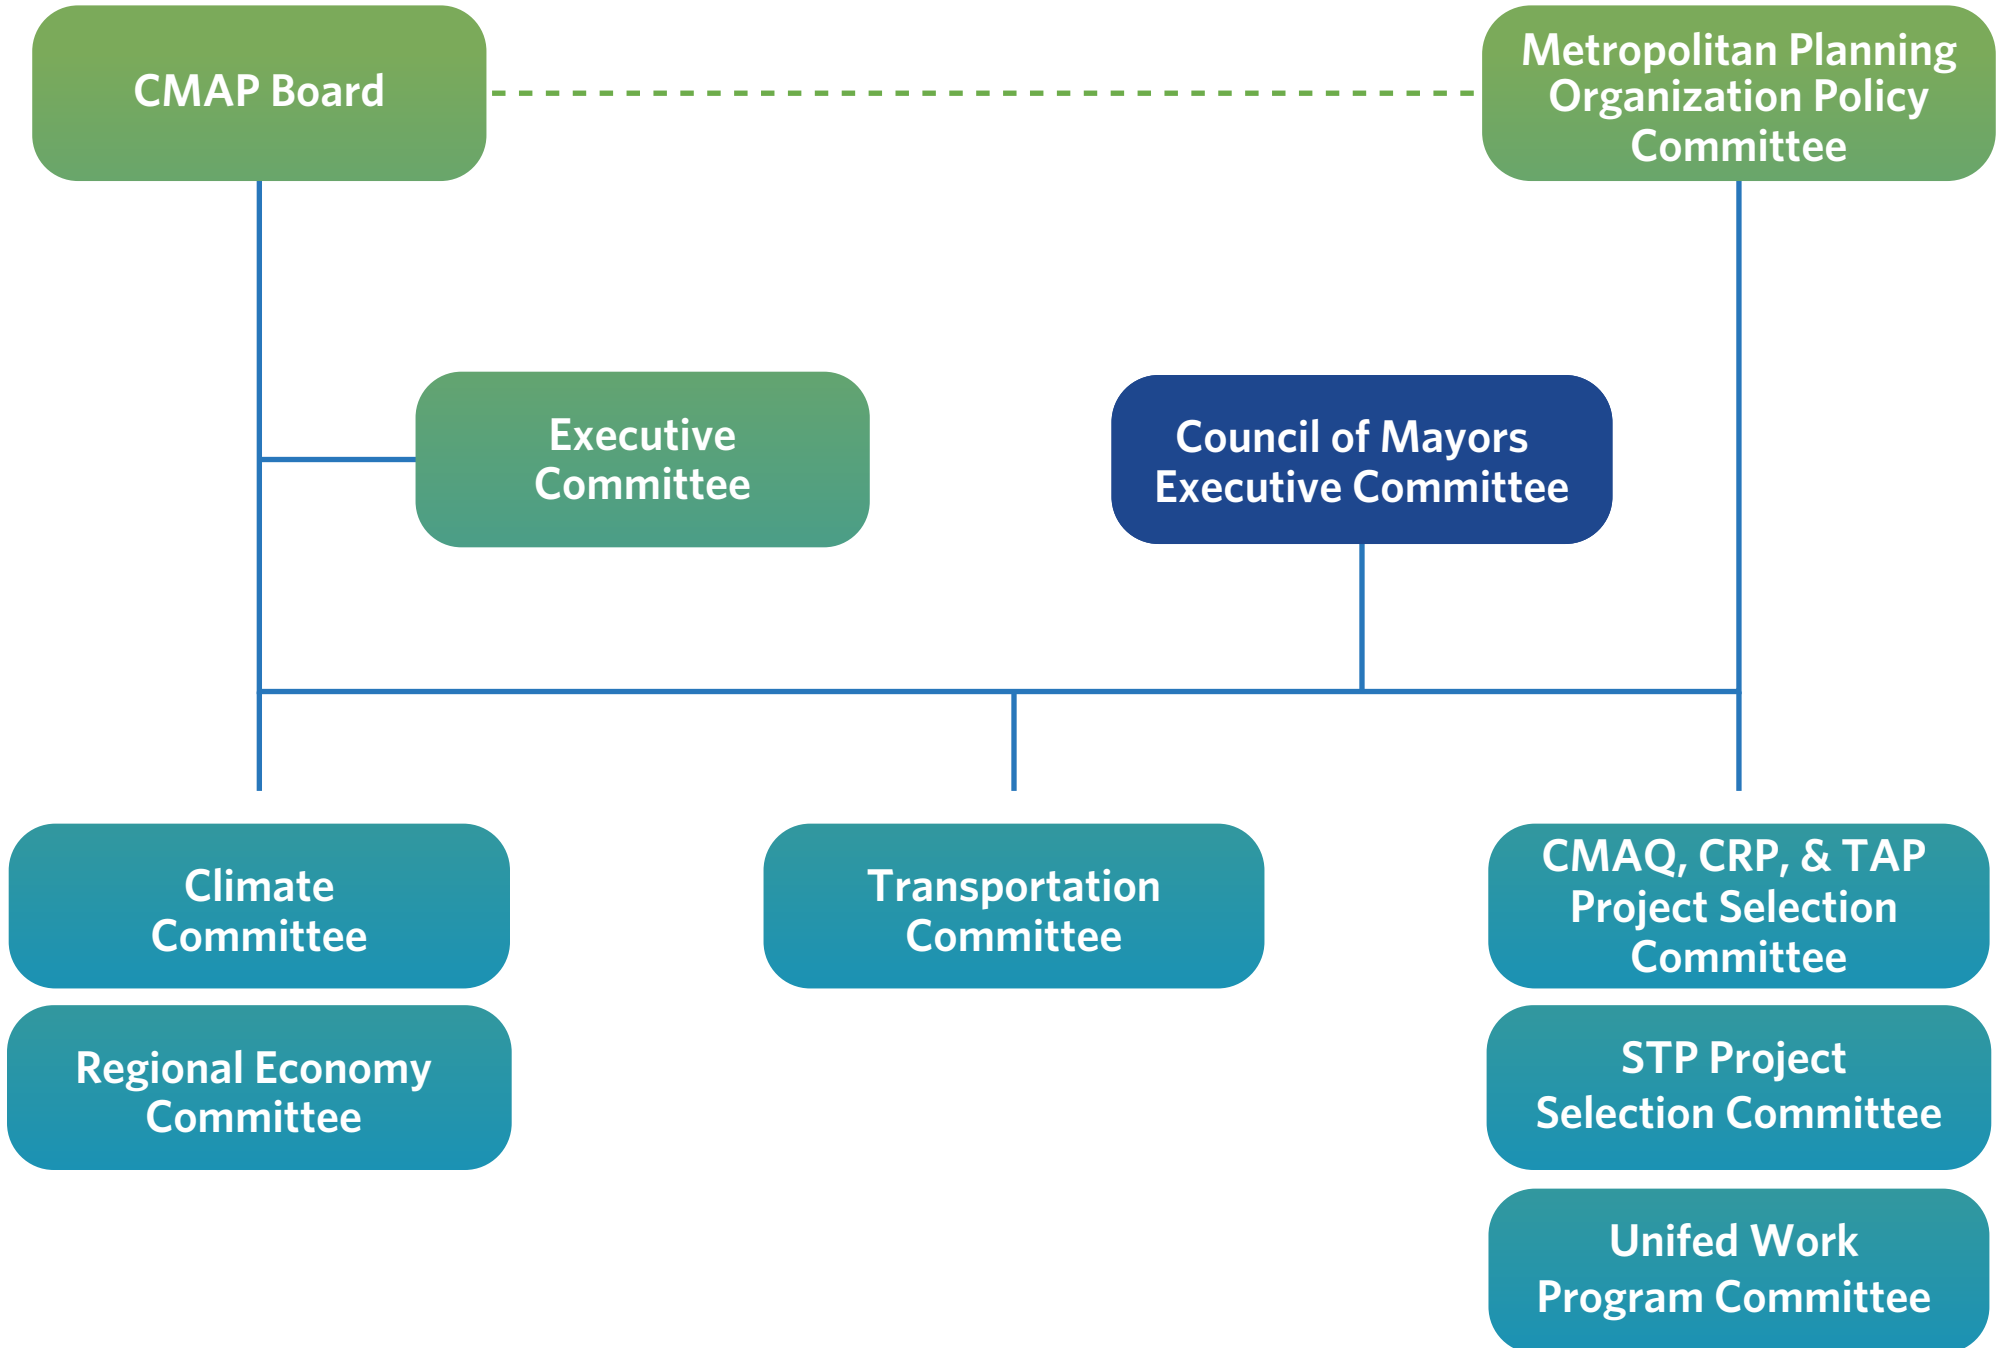 CMAP Board
Metropolitan Planning
Organization Policy
Committee
Executive
Committee
Council of Mayors
Executive Committee
Climate
Committee
Transportation
Committee
CMAQ, CRP, & TAP
Project Selection
Committee
Regional Economy
Committee
STP Project
Selection Committee
Unifed Work
Program Committee